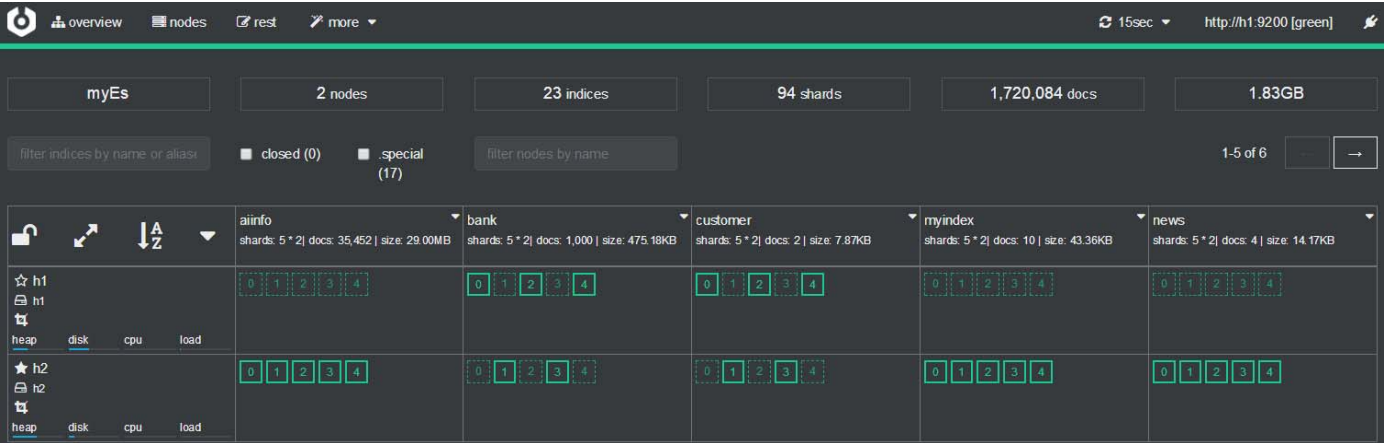 overview nodes rest more 15sec http://h1:9200 [green]
myEs 2 nodes 23 indices 94 shards 1,720,084 docs 1.83GB
filter indices by name or aliase closed (0) .special (17) filter nodes by name 1-5 of 6 ← →
aiinfo bank customer myindex news
shards: 5 * 2| docs: 35,452 | size: 29.00MB shards: 5 * 2| docs: 1,000 | size: 475.18KB shards: 5 * 2| docs: 2 | size: 7.87KB shards: 5 * 2| docs: 10 | size: 43.36KB shards: 5 * 2| docs: 4 | size: 14.17KB
A
Z
h1 0 1 2 3 4 0 1 2 3 4 0 1 2 3 4 0 1 2 3 4 0 1 2 3 4
h1
heap disk cpu load
h2 0 1 2 3 4 0 1 2 3 4 0 1 2 3 4 0 1 2 3 4 0 1 2 3 4
h2
heap disk cpu load